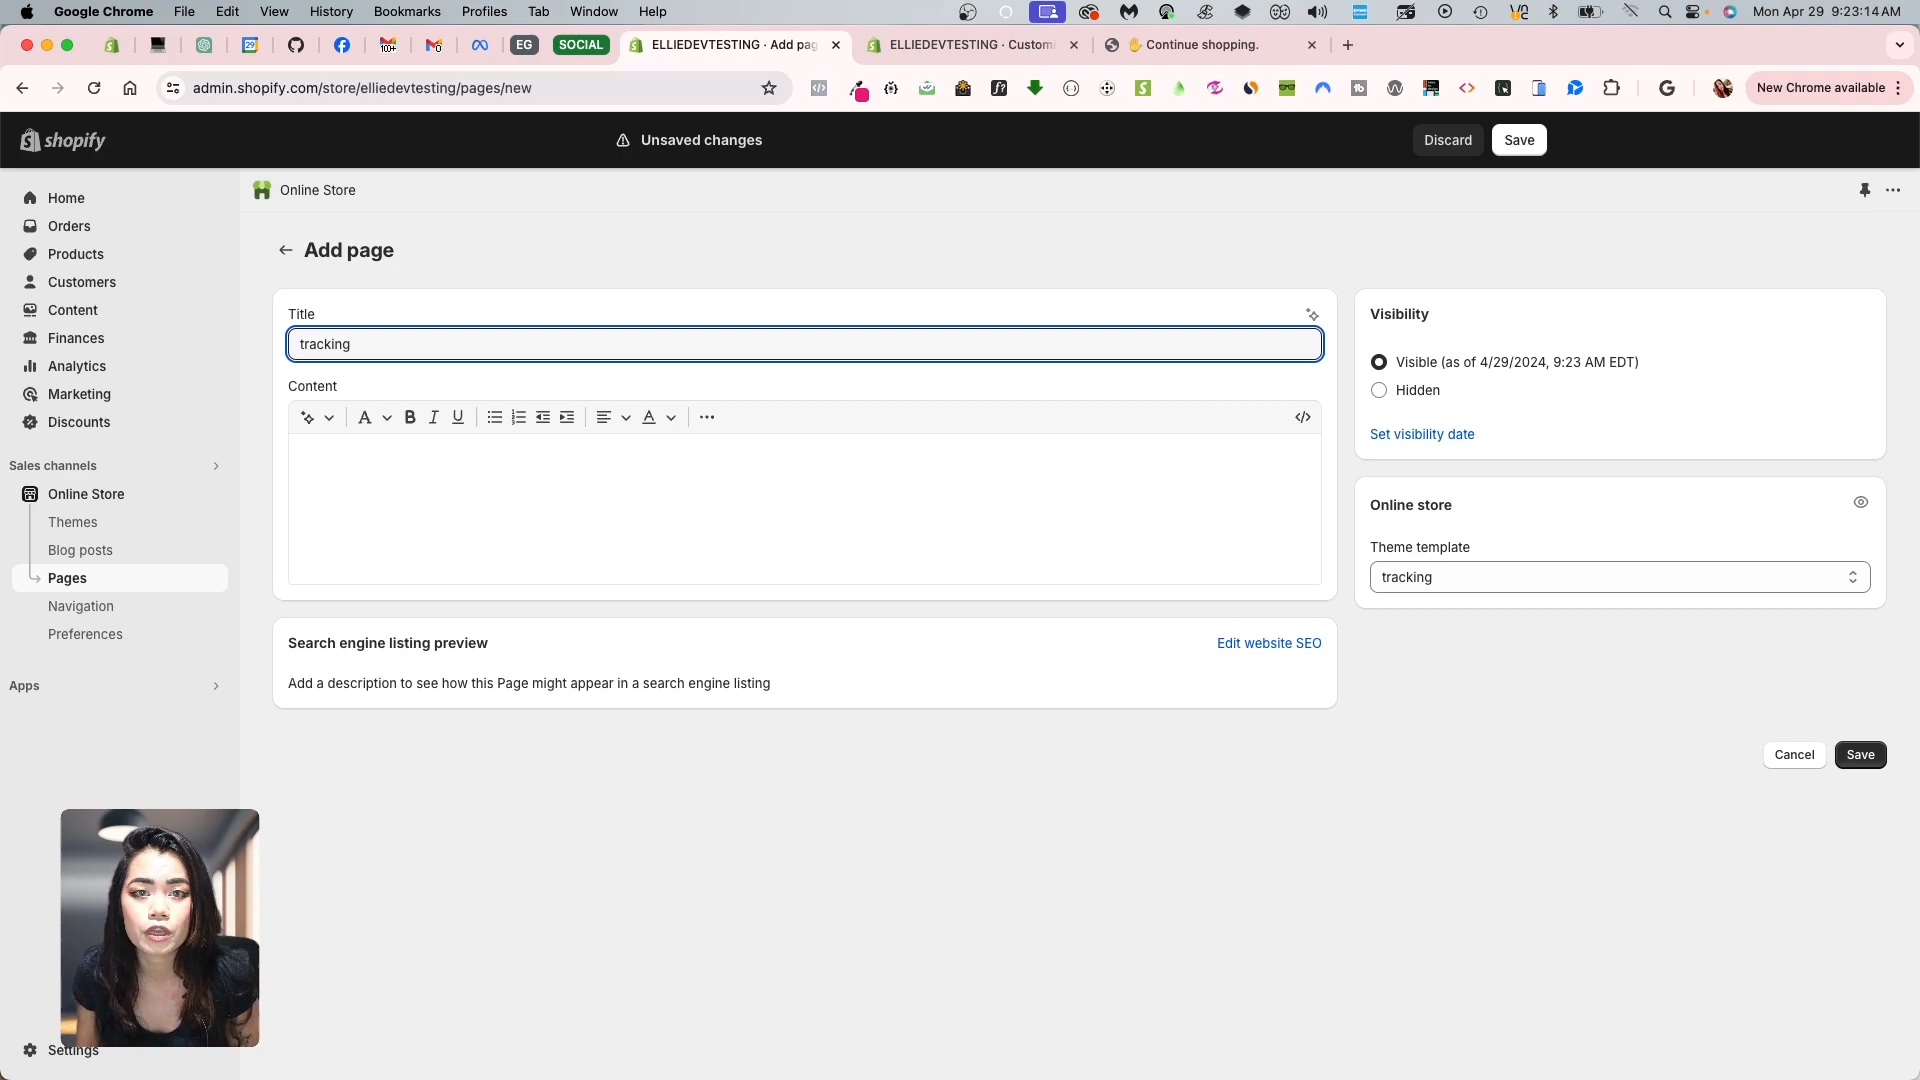 Google Chrome File Edit View History Bookmarks Profiles Tab Window Help Mon Apr 29 9:23:14 AM
EG SOCIAL ELLIEDEVTESTING · Add pag ELLIEDEVTESTING · Customi ✋ Continue shopping.
admin.shopify.com/store/elliedevtesting/pages/new New Chrome available
shopify Unsaved changes Discard Save
Home
Orders
Products
Customers
Content
Finances
Analytics
Marketing
Discounts
Sales channels
Online Store
Themes
Blog posts
Pages
Navigation
Preferences
Apps
Settings
Online Store
Add page
Title
tracking
Content
Search engine listing preview Edit website SEO
Add a description to see how this Page might appear in a search engine listing
Visibility
Visible (as of 4/29/2024, 9:23 AM EDT)
Hidden
Set visibility date
Online store
Theme template
tracking
Cancel Save